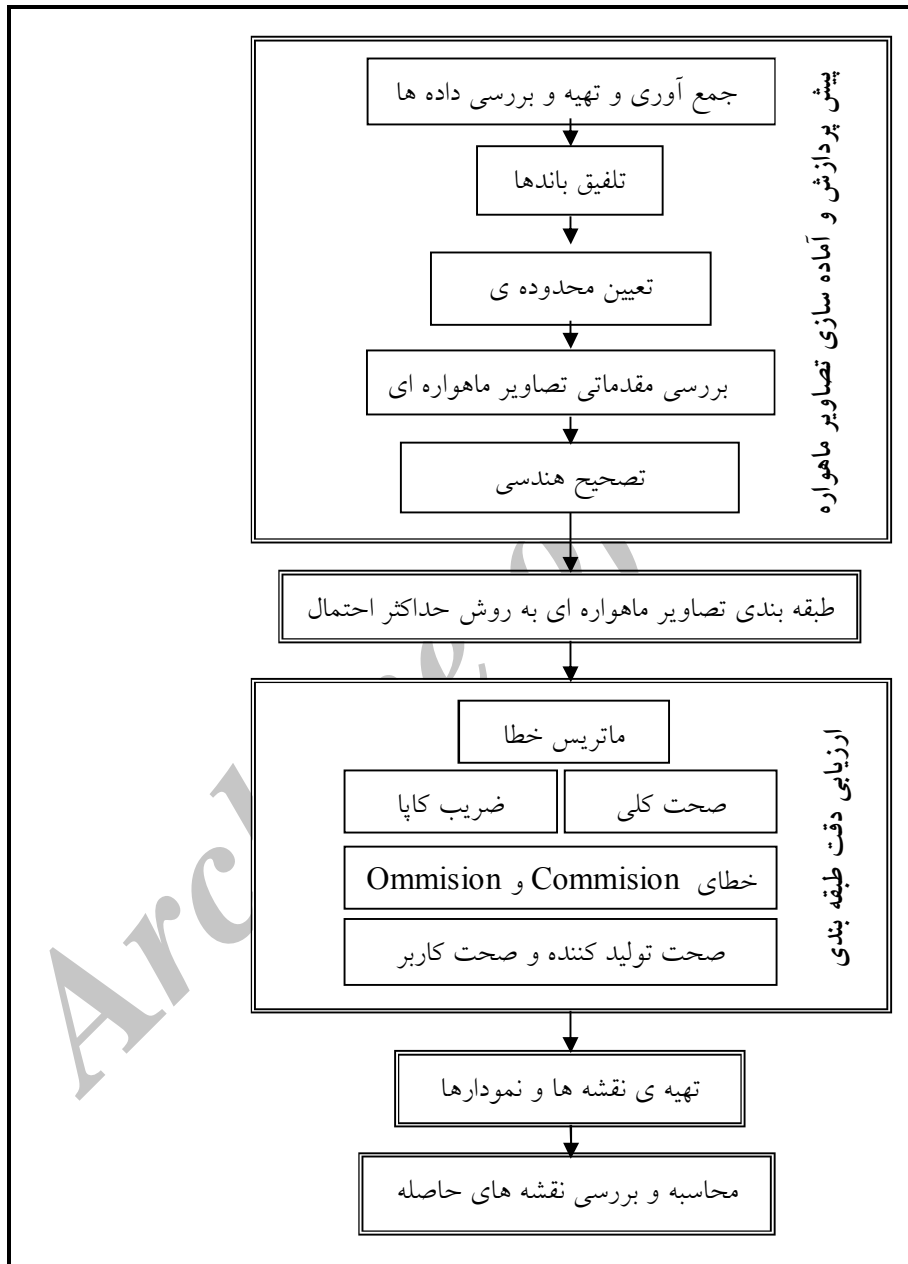 پیش پردازش و آماده سازی تصاویر ماهواره
جمع آوری و تهیه و بررسی داده ها
تلفیق باندها
تعیین محدوده ی
بررسی مقدماتی تصاویر ماهواره ای
تصحیح هندسی
طبقه بندی تصاویر ماهواره ای به روش حداکثر احتمال
ارزیابی دقت طبقه بندی
ماتریس خطا
صحت کلی
ضریب کاپا
خطای Commision و Ommision
صحت تولید کننده و صحت کاربر
تهیه ی نقشه ها و نمودارها
محاسبه و بررسی نقشه های حاصله